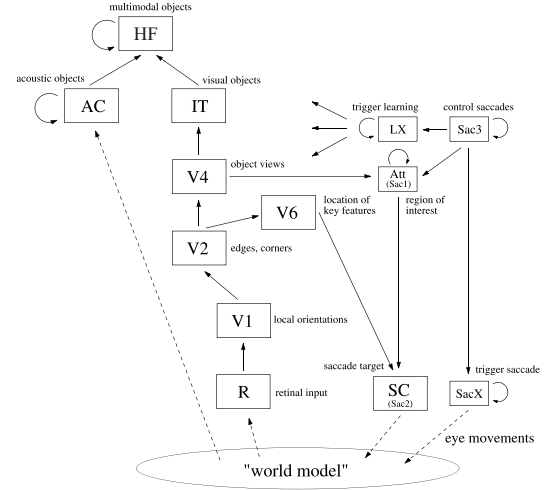 multimodal objects
HF
acoustic objects
visual objects
AC
IT
trigger learning
control saccades
LX
Sac3
V4
object views
Att
(Sac1)
V6
location of
key features
region of
interest
V2
edges, corners
V1
local orientations
saccade target
trigger saccade
R
retinal input
SC
(Sac2)
SacX
eye movements
"world model"